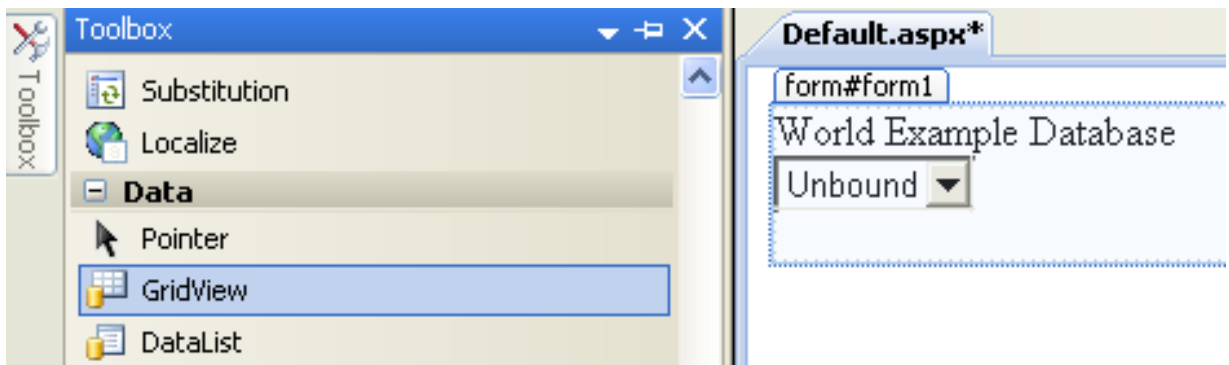 Toolbox
Toolbox
Substitution
Localize
Data
Pointer
GridView
DataList
Default.aspx*
form#form1
World Example Database
Unbound